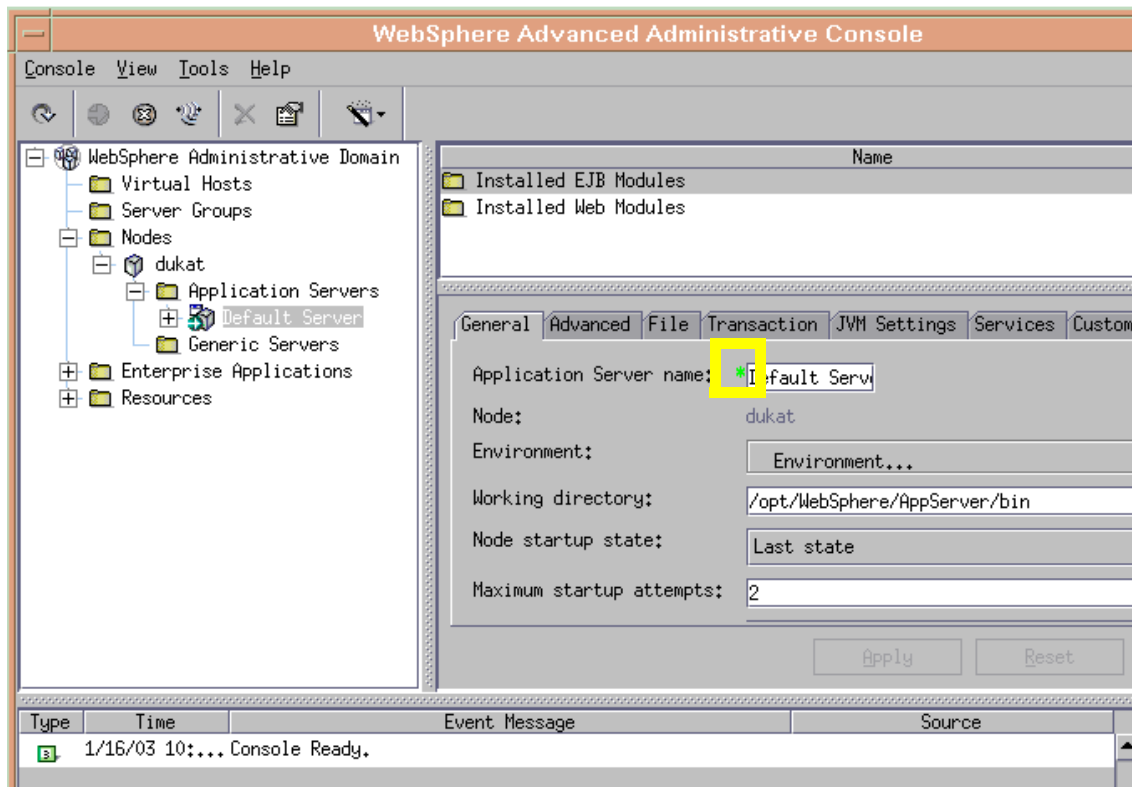 WebSphere Advanced Administrative Console
Console View Tools Help
WebSphere Administrative Domain
Virtual Hosts
Server Groups
Nodes
dukat
Application Servers
Default Server
Generic Servers
Enterprise Applications
Resources
Name
Installed EJB Modules
Installed Web Modules
General Advanced File Transaction JVM Settings Services Custom
Application Server name: * Default Serve
Node: dukat
Environment: Environment...
Working directory: /opt/WebSphere/AppServer/bin
Node startup state: Last state
Maximum startup attempts: 2
Apply Reset
Type Time Event Message Source
3 1/16/03 10:... Console Ready.